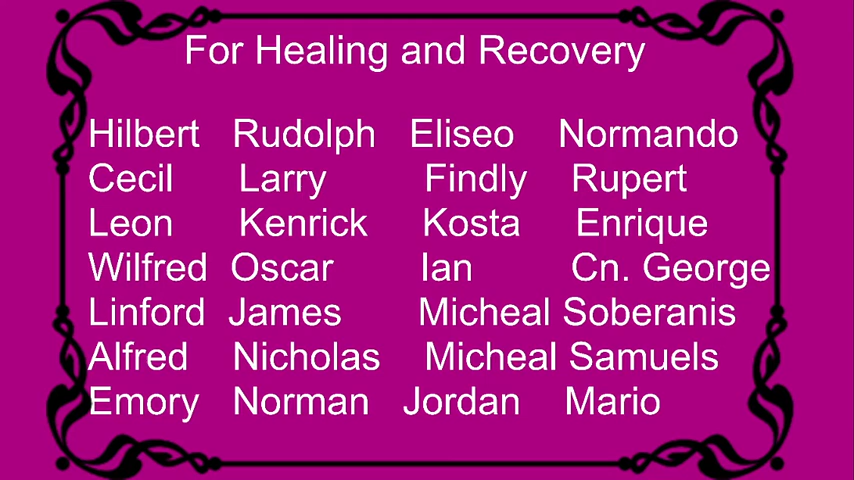 For Healing and Recovery
Hilbert Rudolph Eliseo Normando
Cecil Larry Findly Rupert
Leon Kenrick Kosta Enrique
Wilfred Oscar Ian Cn. George
Linford James Micheal Soberanis
Alfred Nicholas Micheal Samuels
Emory Norman Jordan Mario